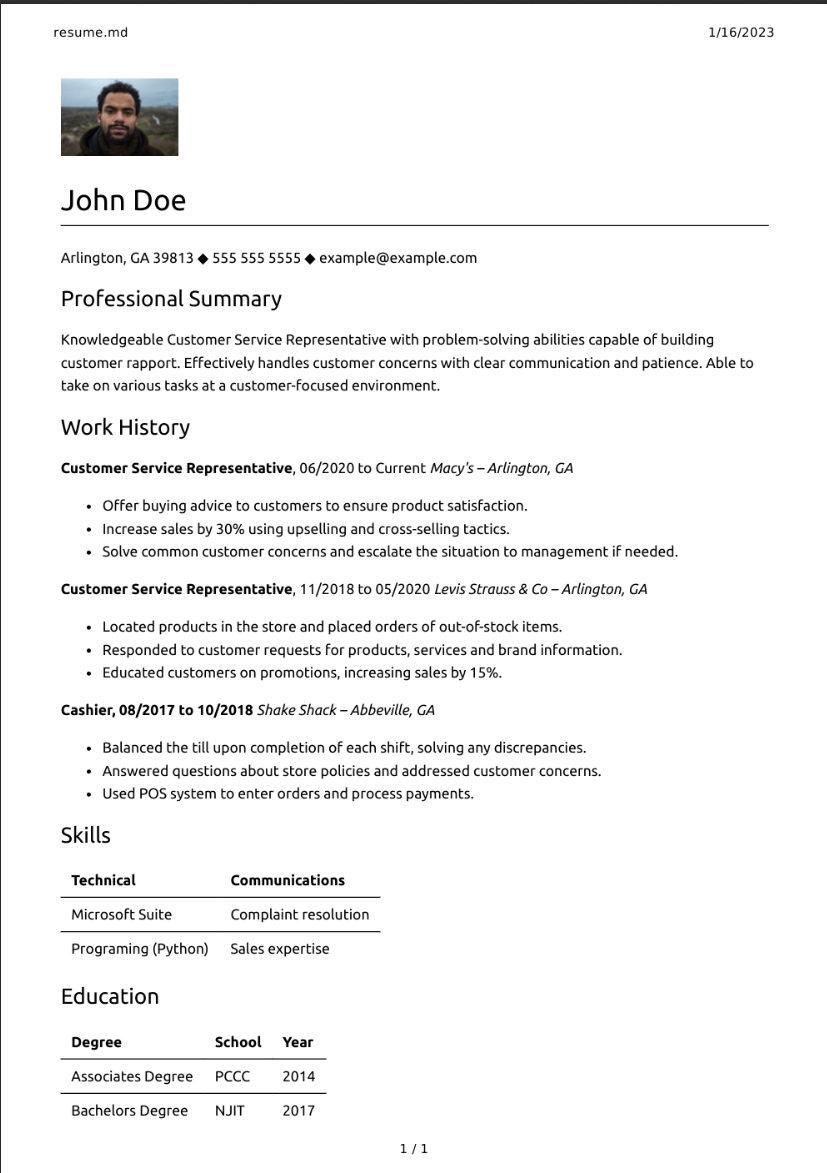 resume.md 1/16/2023
John Doe
Arlington, GA 39813 ◆ 555 555 5555 ◆ example@example.com
Professional Summary
Knowledgeable Customer Service Representative with problem-solving abilities capable of building
customer rapport. Effectively handles customer concerns with clear communication and patience. Able to
take on various tasks at a customer-focused environment.
Work History
Customer Service Representative, 06/2020 to Current Macy's – Arlington, GA
• Offer buying advice to customers to ensure product satisfaction.
• Increase sales by 30% using upselling and cross-selling tactics.
• Solve common customer concerns and escalate the situation to management if needed.
Customer Service Representative, 11/2018 to 05/2020 Levis Strauss & Co – Arlington, GA
• Located products in the store and placed orders of out-of-stock items.
• Responded to customer requests for products, services and brand information.
• Educated customers on promotions, increasing sales by 15%.
Cashier, 08/2017 to 10/2018 Shake Shack – Abbeville, GA
• Balanced the till upon completion of each shift, solving any discrepancies.
• Answered questions about store policies and addressed customer concerns.
• Used POS system to enter orders and process payments.
Skills
Technical Communications
Microsoft Suite Complaint resolution
Programing (Python) Sales expertise
Education
Degree School Year
Associates Degree PCCC 2014
Bachelors Degree NJIT 2017
1 / 1